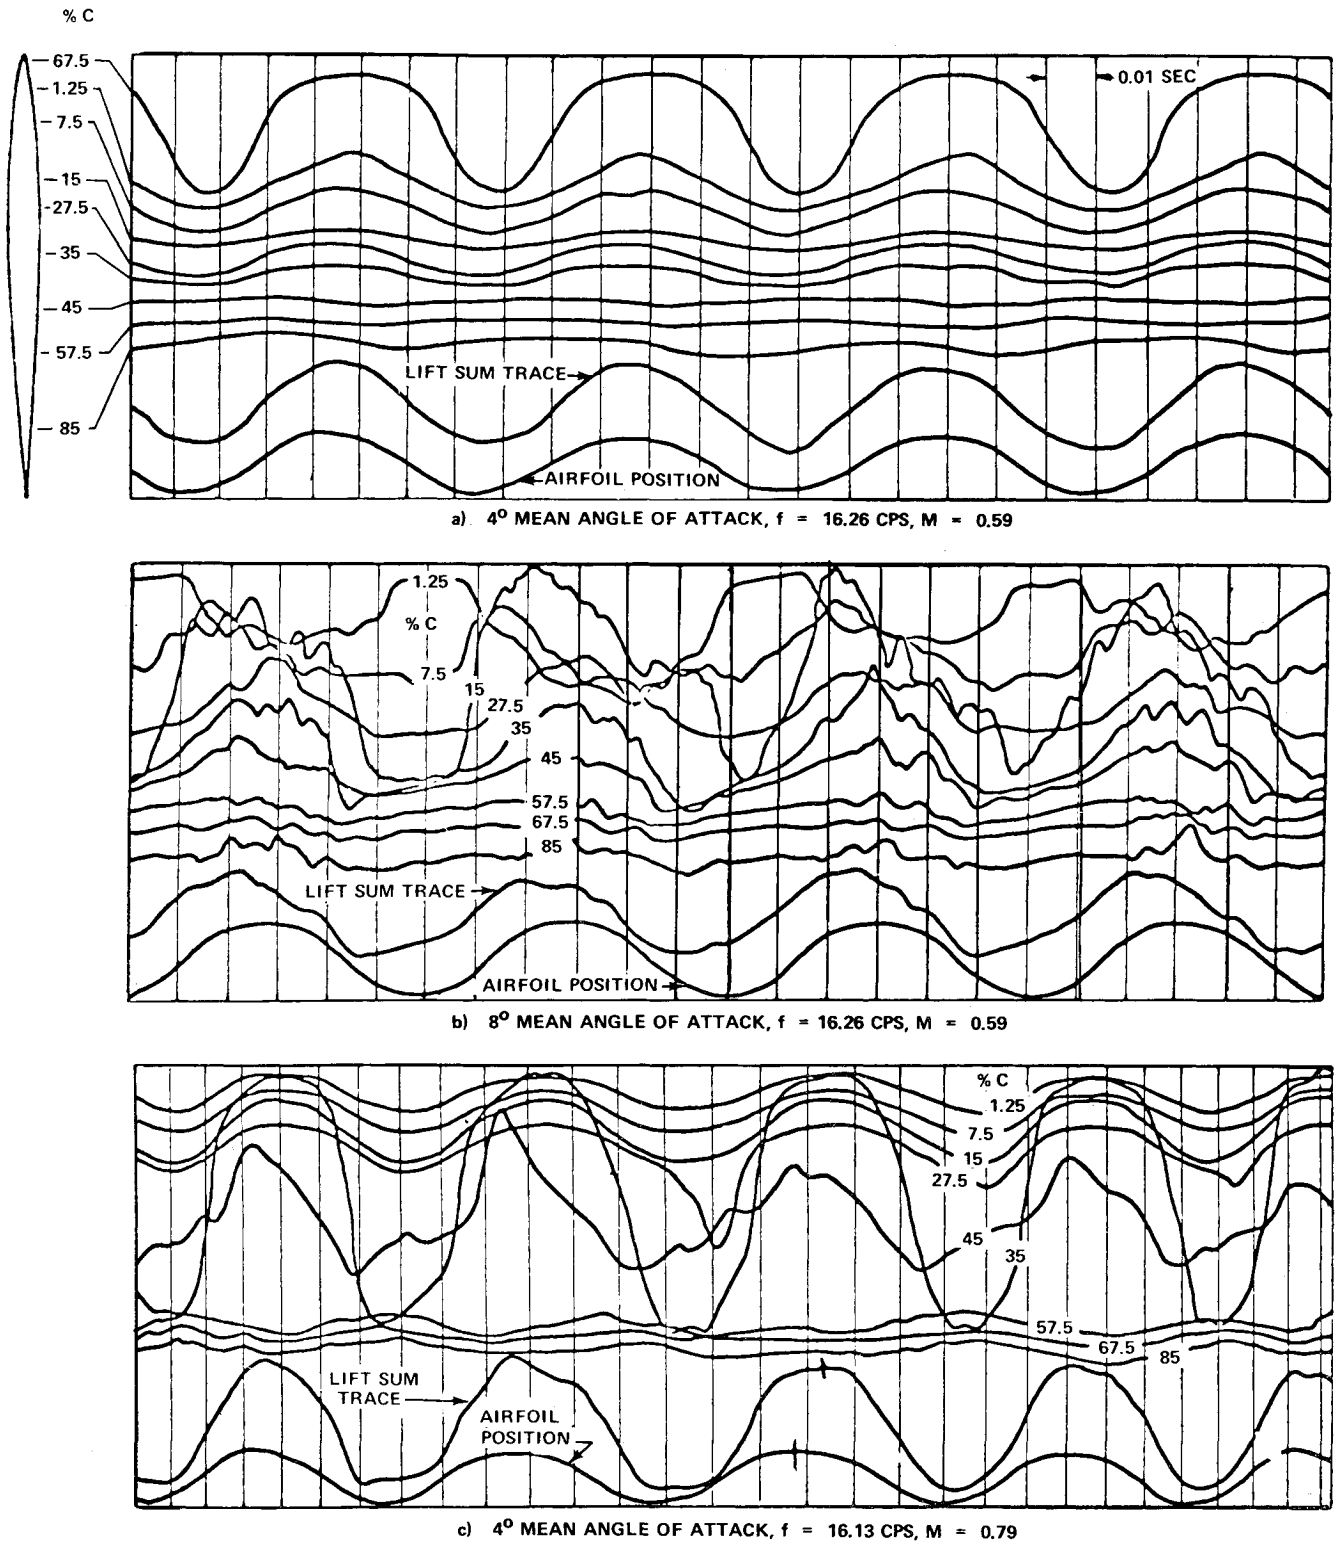 % C
67.5
1.25
7.5
15
27.5
35
45
57.5
85
0.01 SEC
LIFT SUM TRACE
AIRFOIL POSITION
a) 4° MEAN ANGLE OF ATTACK, f = 16.26 CPS, M = 0.59
1.25
% C
7.5
15
27.5
35
45
57.5
67.5
85
LIFT SUM TRACE
AIRFOIL POSITION
b) 8° MEAN ANGLE OF ATTACK, f = 16.26 CPS, M = 0.59
% C
1.25
7.5
15
27.5
45
35
57.5
67.5
85
LIFT SUM
TRACE
AIRFOIL
POSITION
c) 4° MEAN ANGLE OF ATTACK, f = 16.13 CPS, M = 0.79